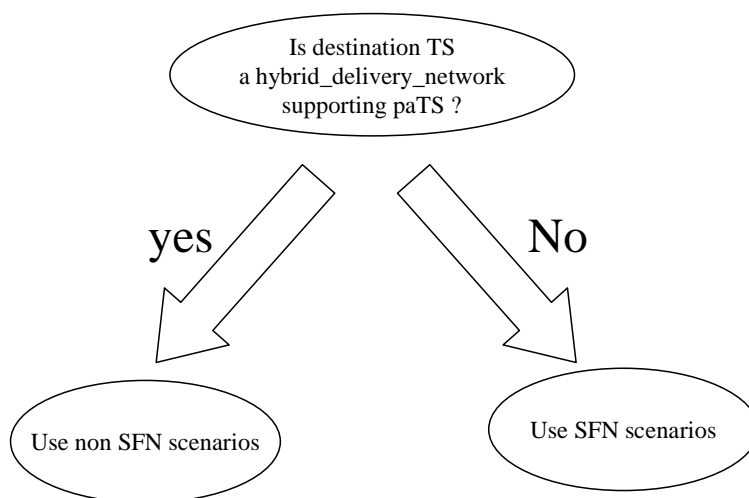 Is destination TS
a hybrid_delivery_network
supporting paTS ?
yes
No
Use non SFN scenarios
Use SFN scenarios